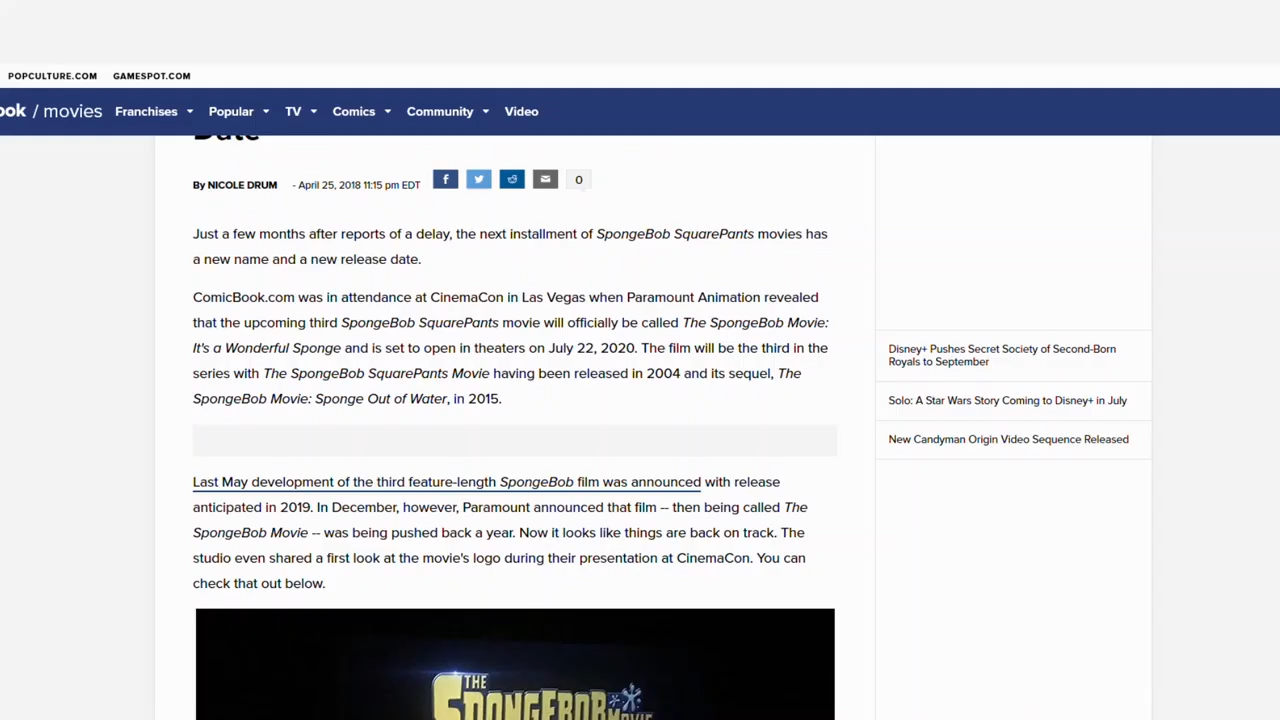 POPCULTURE.COM GAMESPOT.COM
ook / movies Franchises Popular TV Comics Community Video
Date
By NICOLE DRUM - April 25, 2018 11:15 pm EDT f 0
Just a few months after reports of a delay, the next installment of SpongeBob SquarePants movies has
a new name and a new release date.
ComicBook.com was in attendance at CinemaCon in Las Vegas when Paramount Animation revealed
that the upcoming third SpongeBob SquarePants movie will officially be called The SpongeBob Movie:
It's a Wonderful Sponge and is set to open in theaters on July 22, 2020. The film will be the third in the
series with The SpongeBob SquarePants Movie having been released in 2004 and its sequel, The
SpongeBob Movie: Sponge Out of Water, in 2015.
Last May development of the third feature-length SpongeBob film was announced with release
anticipated in 2019. In December, however, Paramount announced that film -- then being called The
SpongeBob Movie -- was being pushed back a year. Now it looks like things are back on track. The
studio even shared a first look at the movie's logo during their presentation at CinemaCon. You can
check that out below.
THE
SPONGEBOB MOVIE
Disney+ Pushes Secret Society of Second-Born
Royals to September
Solo: A Star Wars Story Coming to Disney+ in July
New Candyman Origin Video Sequence Released